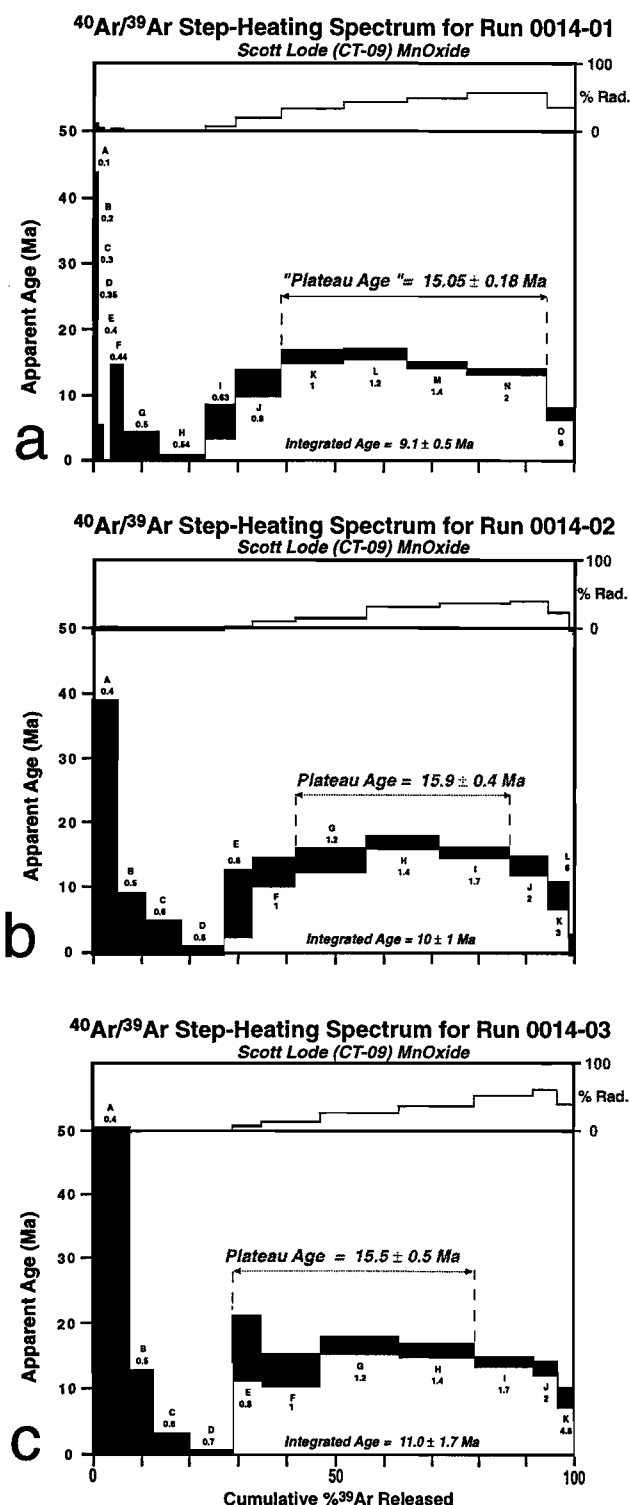 ⁴⁰Ar/³⁹Ar Step-Heating Spectrum for Run 0014-01
Scott Lode (CT-09) MnOxide
100
% Rad.
0
50
40
30
20
10
0
Apparent Age (Ma)
A
0.1
B
0.2
C
0.3
D
0.35
E
0.4
F
0.44
G
0.5
H
0.54
I
0.63
J
0.8
K
1
L
1.2
M
1.4
N
2
O
6
"Plateau Age "= 15.05 ± 0.18 Ma
Integrated Age = 9.1 ± 0.5 Ma
a
⁴⁰Ar/³⁹Ar Step-Heating Spectrum for Run 0014-02
Scott Lode (CT-09) MnOxide
100
% Rad.
0
50
40
30
20
10
0
Apparent Age (Ma)
A
0.4
B
0.5
C
0.6
D
0.8
E
0.8
F
1
G
1.2
H
1.4
I
1.7
J
2
K
3
L
6
Plateau Age = 15.9 ± 0.4 Ma
Integrated Age = 10 ± 1 Ma
b
⁴⁰Ar/³⁹Ar Step-Heating Spectrum for Run 0014-03
Scott Lode (CT-09) MnOxide
100
% Rad.
0
50
40
30
20
10
0
Apparent Age (Ma)
A
0.4
B
0.5
C
0.6
D
0.7
E
0.8
F
1
G
1.2
H
1.4
I
1.7
J
2
K
Plateau Age = 15.5 ± 0.5 Ma
Integrated Age = 11.0 ± 1.7 Ma
c
0
50
100
Cumulative %³⁹Ar Released